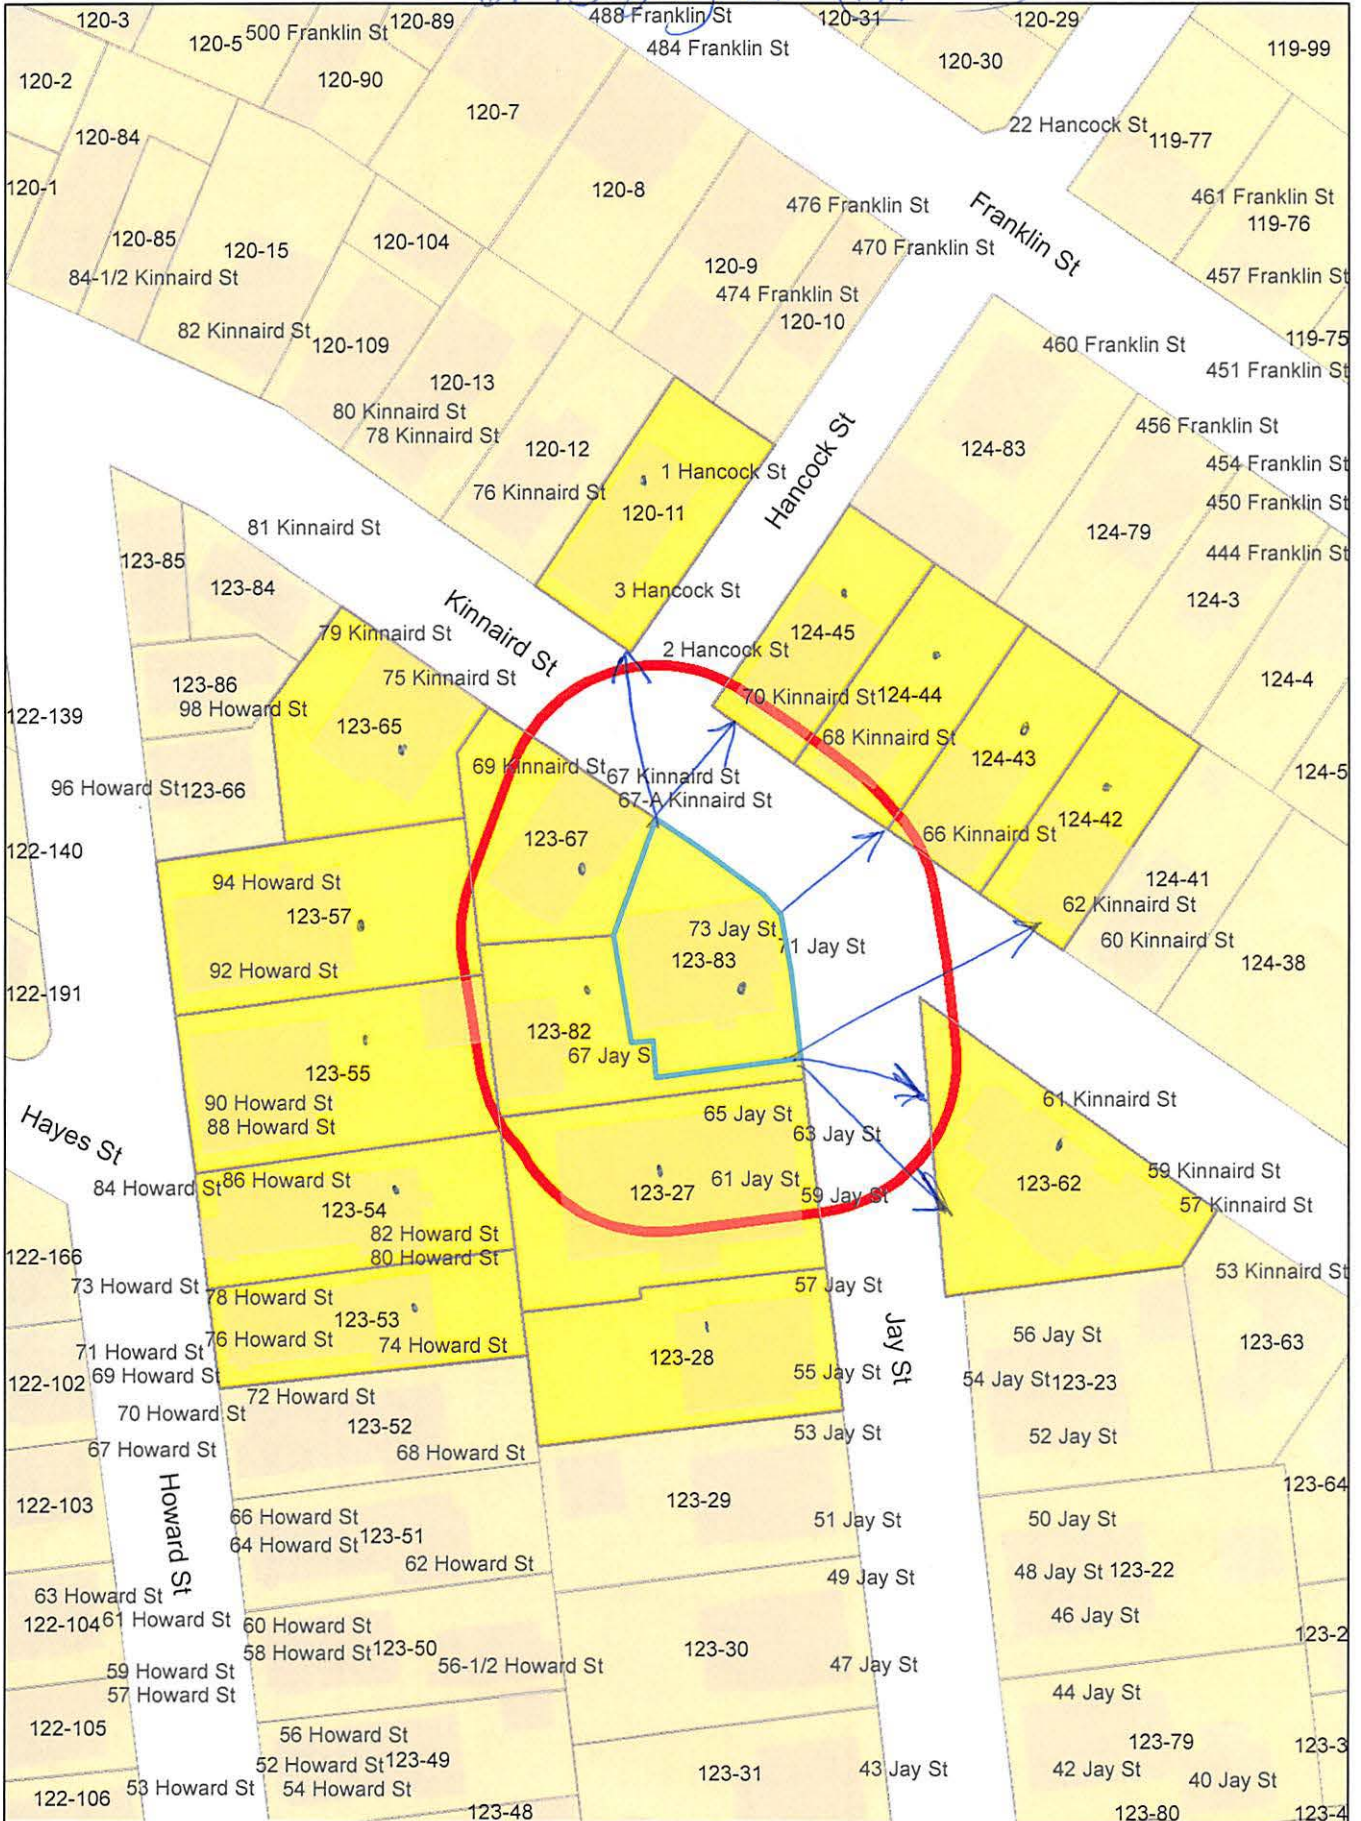 488 Franklin St
120-3
120-89
120-31
120-29
500 Franklin St
120-5
484 Franklin St
119-99
120-30
120-2
120-90
120-7
22 Hancock St
120-84
119-77
120-1
120-8
461 Franklin St
476 Franklin St
119-76
Franklin St
120-85
120-15
120-104
470 Franklin St
84-1/2 Kinnaird St
120-9
457 Franklin St
474 Franklin St
120-10
82 Kinnaird St
120-109
460 Franklin St
119-75
451 Franklin St
120-13
80 Kinnaird St
78 Kinnaird St
456 Franklin St
120-12
124-83
1 Hancock St
Hancock St
454 Franklin St
76 Kinnaird St
120-11
450 Franklin St
81 Kinnaird St
124-79
123-85
444 Franklin St
123-84
3 Hancock St
124-3
Kinnaird St
79 Kinnaird St
124-45
2 Hancock St
75 Kinnaird St
124-4
123-86
70 Kinnaird St
124-44
98 Howard St
122-139
123-65
68 Kinnaird St
124-43
69 Kinnaird St
67 Kinnaird St
124-5
96 Howard St
123-66
67-A Kinnaird St
124-42
66 Kinnaird St
123-67
122-140
124-41
94 Howard St
62 Kinnaird St
123-57
73 Jay St
71 Jay St
60 Kinnaird St
123-83
124-38
92 Howard St
122-191
123-82
67 Jay S
123-55
90 Howard St
88 Howard St
65 Jay St
61 Kinnaird St
Hayes St
63 Jay St
84 Howard St
86 Howard St
61 Jay St
59 Kinnaird St
123-62
123-27
59 Jay St
57 Kinnaird St
123-54
82 Howard St
122-166
80 Howard St
53 Kinnaird St
73 Howard St
57 Jay St
78 Howard St
123-53
76 Howard St
74 Howard St
56 Jay St
123-63
71 Howard St
Jay St
123-28
69 Howard St
55 Jay St
54 Jay St
123-23
122-102
72 Howard St
70 Howard St
123-52
53 Jay St
52 Jay St
67 Howard St
68 Howard St
123-64
Howard St
122-103
123-29
66 Howard St
51 Jay St
50 Jay St
64 Howard St
123-51
62 Howard St
49 Jay St
48 Jay St
123-22
63 Howard St
46 Jay St
122-104
61 Howard St
60 Howard St
123-2
58 Howard St
123-50
56-1/2 Howard St
123-30
47 Jay St
59 Howard St
57 Howard St
44 Jay St
122-105
56 Howard St
123-79
123-3
52 Howard St
123-49
43 Jay St
42 Jay St
123-31
40 Jay St
53 Howard St
54 Howard St
122-106
123-48
123-80
123-4